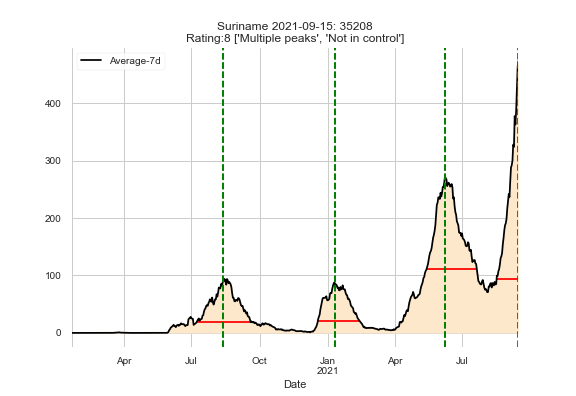 Suriname 2021-09-15: 35208
Rating:8 ['Multiple peaks', 'Not in control']
Average-7d
400
300
200
100
0
Apr
Jul
Oct
Jan
2021
Apr
Jul
Date